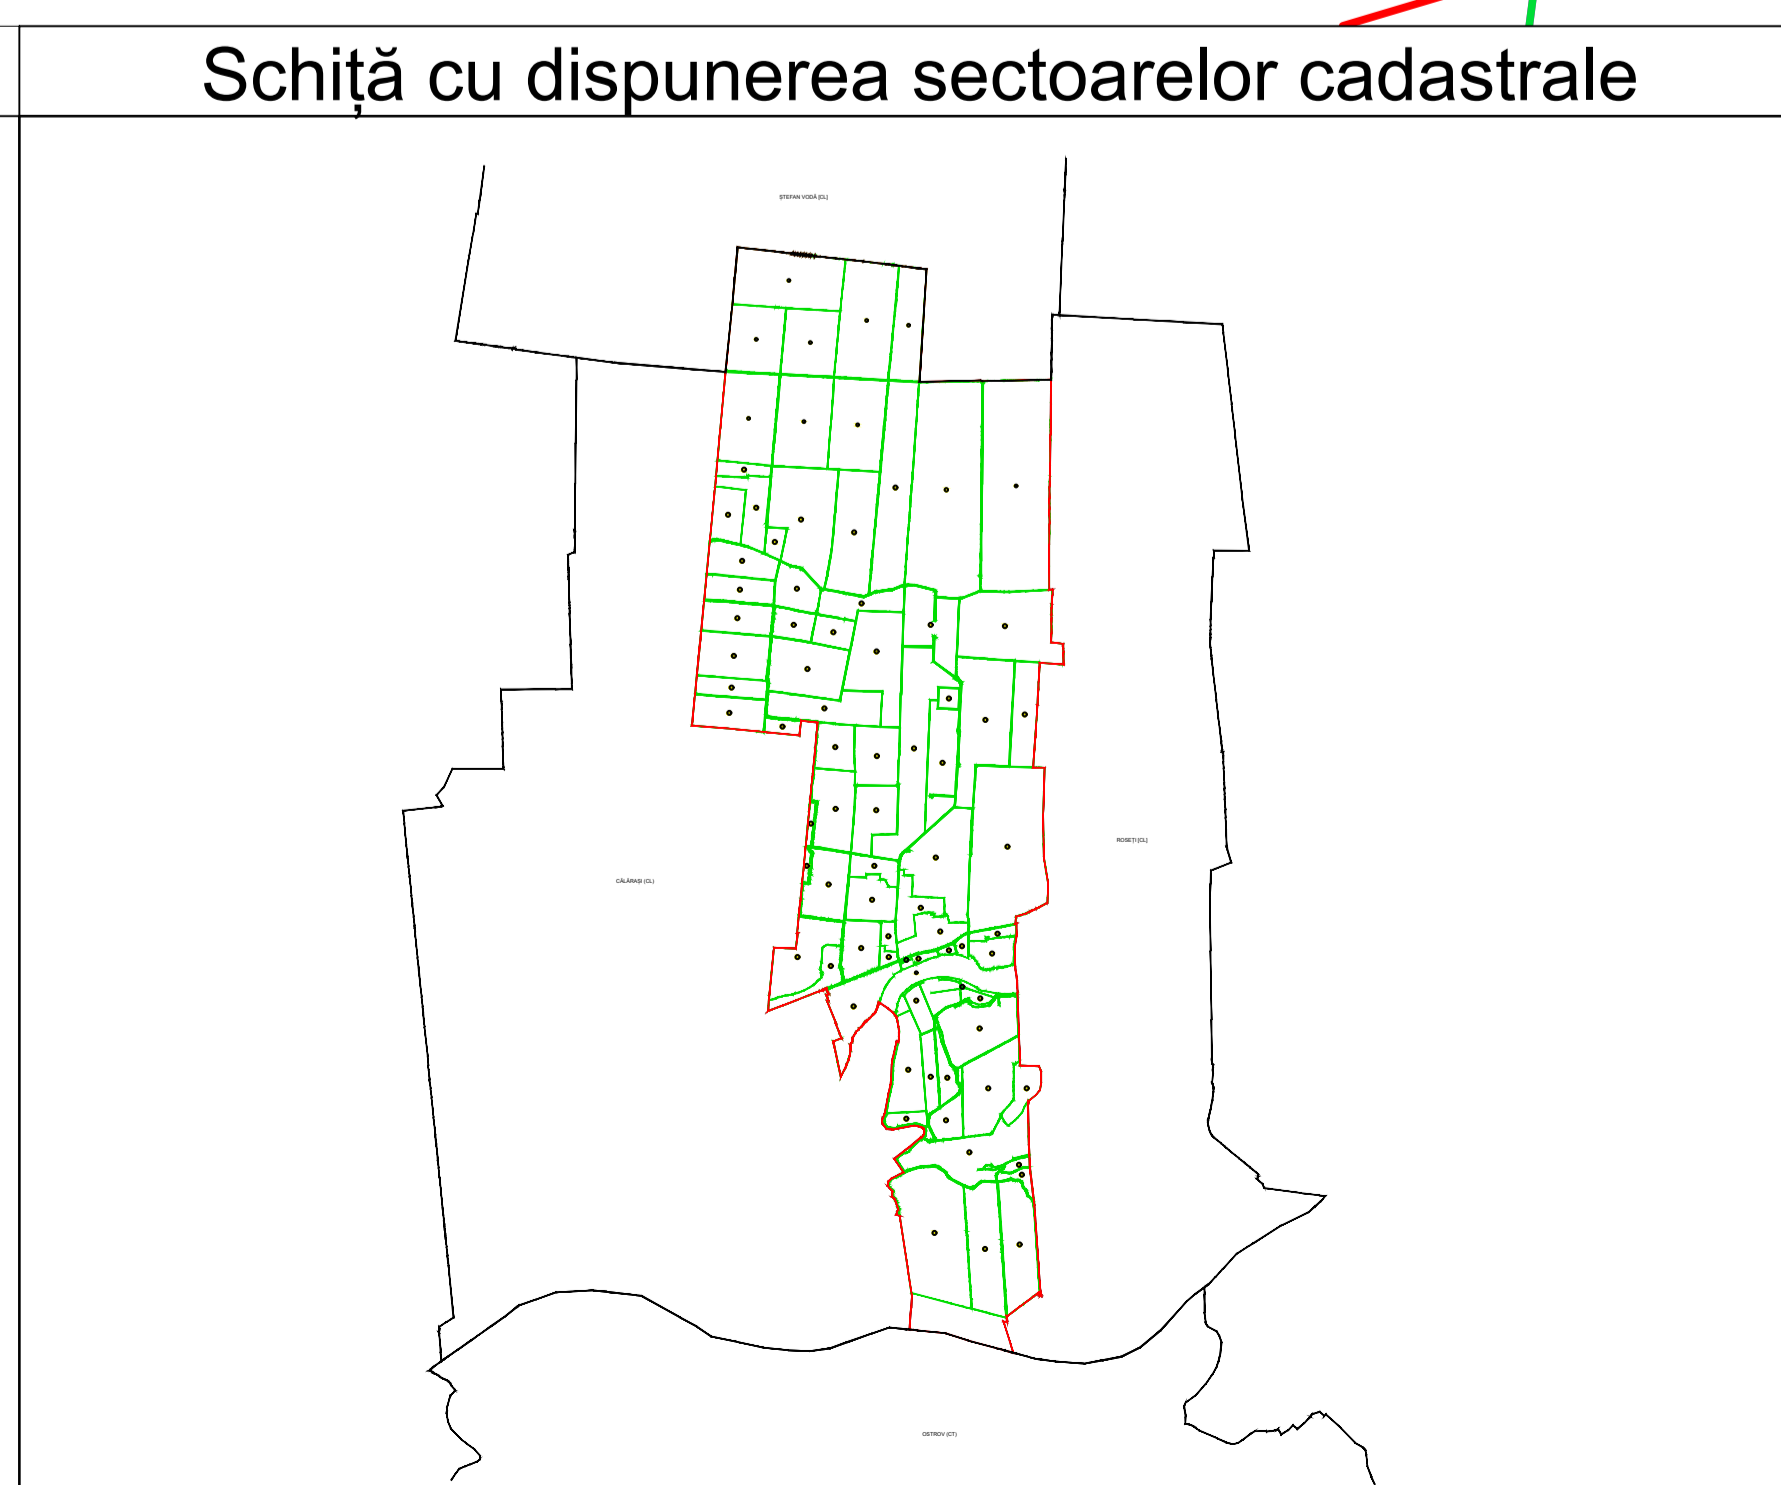 Schiță cu dispunerea sectoarelor cadastrale
ȘTEFAN VODĂ [CL]
ROSEȚI [CL]
CĂLĂRAȘI (CL)
OSTROV (CT)